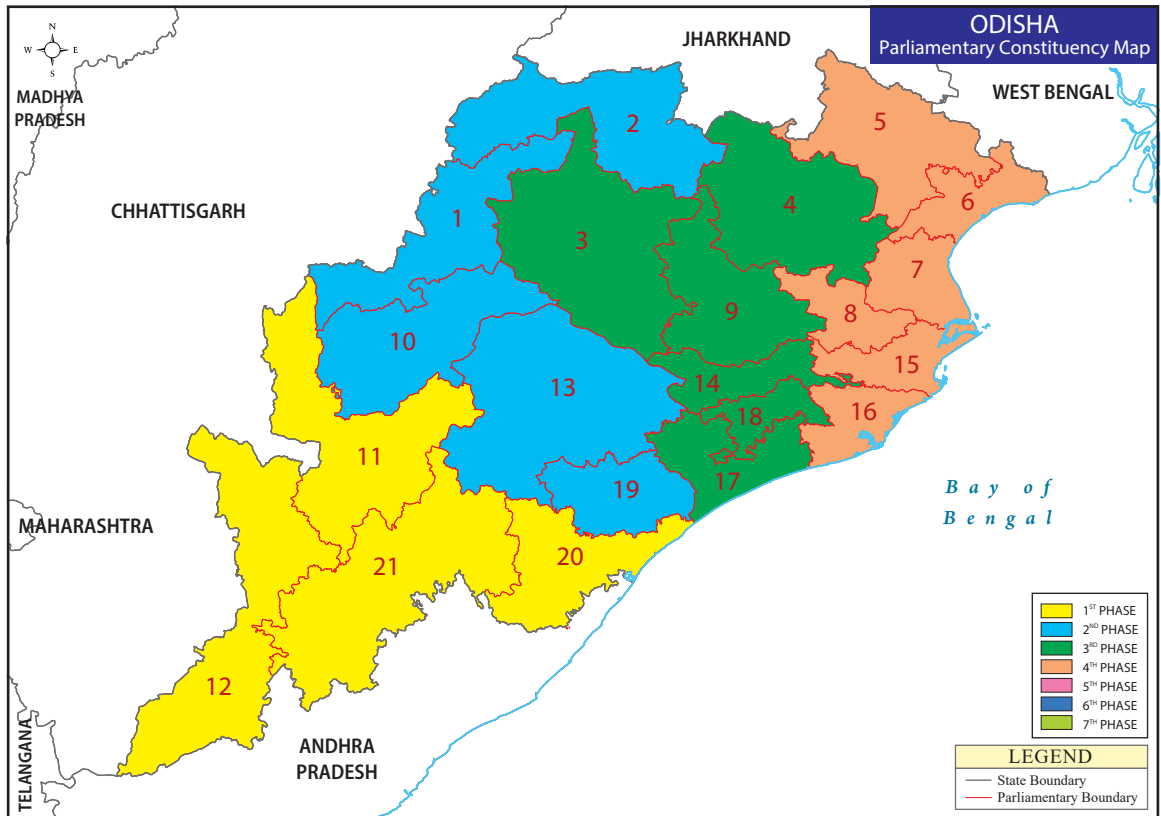 ODISHA
Parliamentary Constituency Map
N
W E
S
JHARKHAND
MADHYA
PRADESH
WEST BENGAL
CHHATTISGARH
MAHARASHTRA
TELANGANA
ANDHRA
PRADESH
Bay of
Bengal
1
2
3
4
5
6
7
8
9
10
11
12
13
14
15
16
17
18
19
20
21
1ST PHASE
2ND PHASE
3RD PHASE
4TH PHASE
5TH PHASE
6TH PHASE
7TH PHASE
LEGEND
State Boundary
Parliamentary Boundary